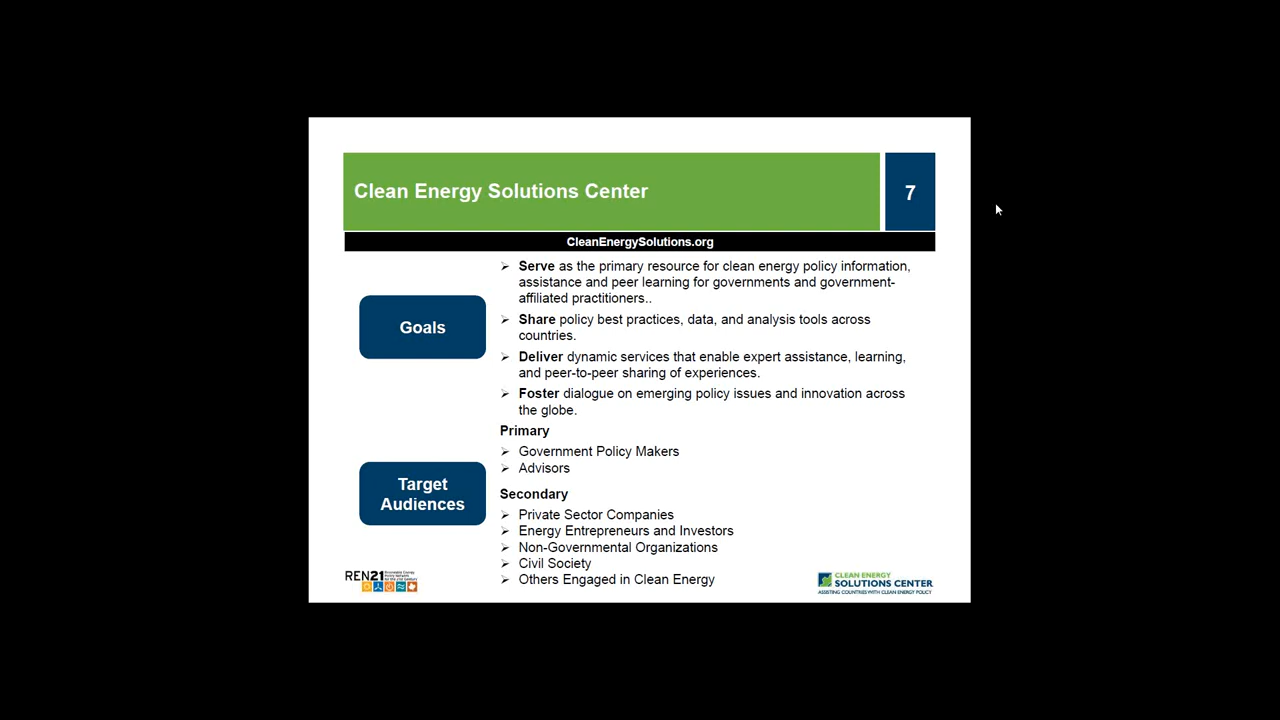 Clean Energy Solutions Center
7
CleanEnergySolutions.org
Goals
Serve as the primary resource for clean energy policy information,
assistance and peer learning for governments and government-
affiliated practitioners..
Share policy best practices, data, and analysis tools across
countries.
Deliver dynamic services that enable expert assistance, learning,
and peer-to-peer sharing of experiences.
Foster dialogue on emerging policy issues and innovation across
the globe.
Target
Audiences
Primary
Government Policy Makers
Advisors
Secondary
Private Sector Companies
Energy Entrepreneurs and Investors
Non-Governmental Organizations
Civil Society
Others Engaged in Clean Energy
REN21
CLEAN ENERGY
SOLUTIONS CENTER
ASSISTING COUNTRIES WITH CLEAN ENERGY POLICY